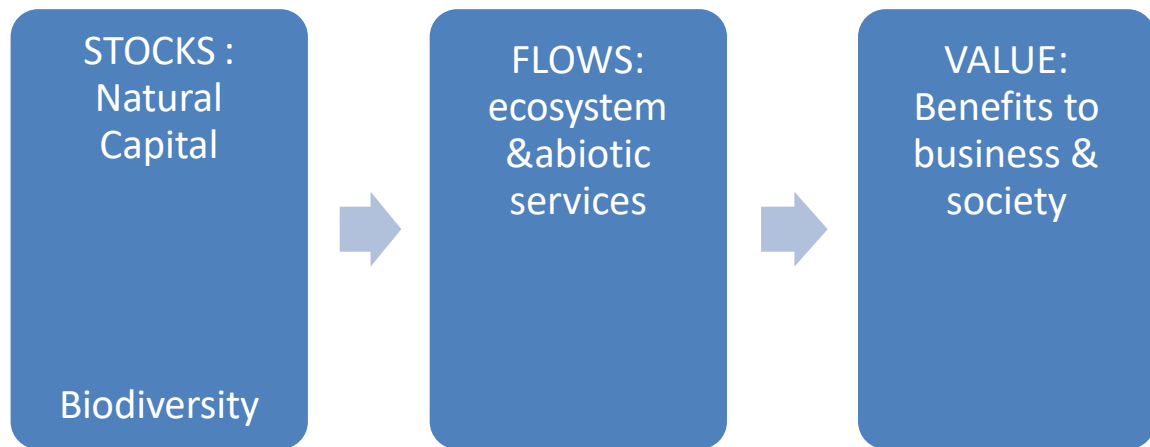 STOCKS :
Natural
Capital
Biodiversity
FLOWS:
ecosystem
&abiotic
services
VALUE:
Benefits to
business &
society